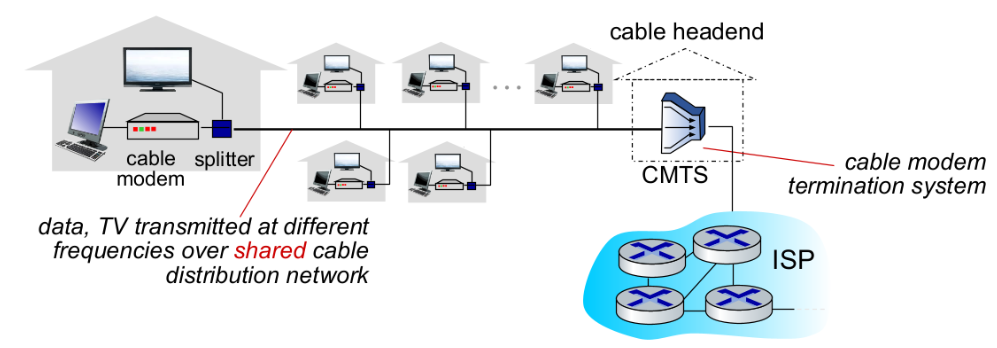 cable headend
cable
modem
splitter
CMTS
cable modem
termination system
data, TV transmitted at different
frequencies over shared cable
distribution network
ISP